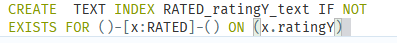 CREATE  TEXT INDEX RATED_ratingY_text IF NOT
EXISTS FOR ()-[x:RATED]-() ON (x.ratingY)